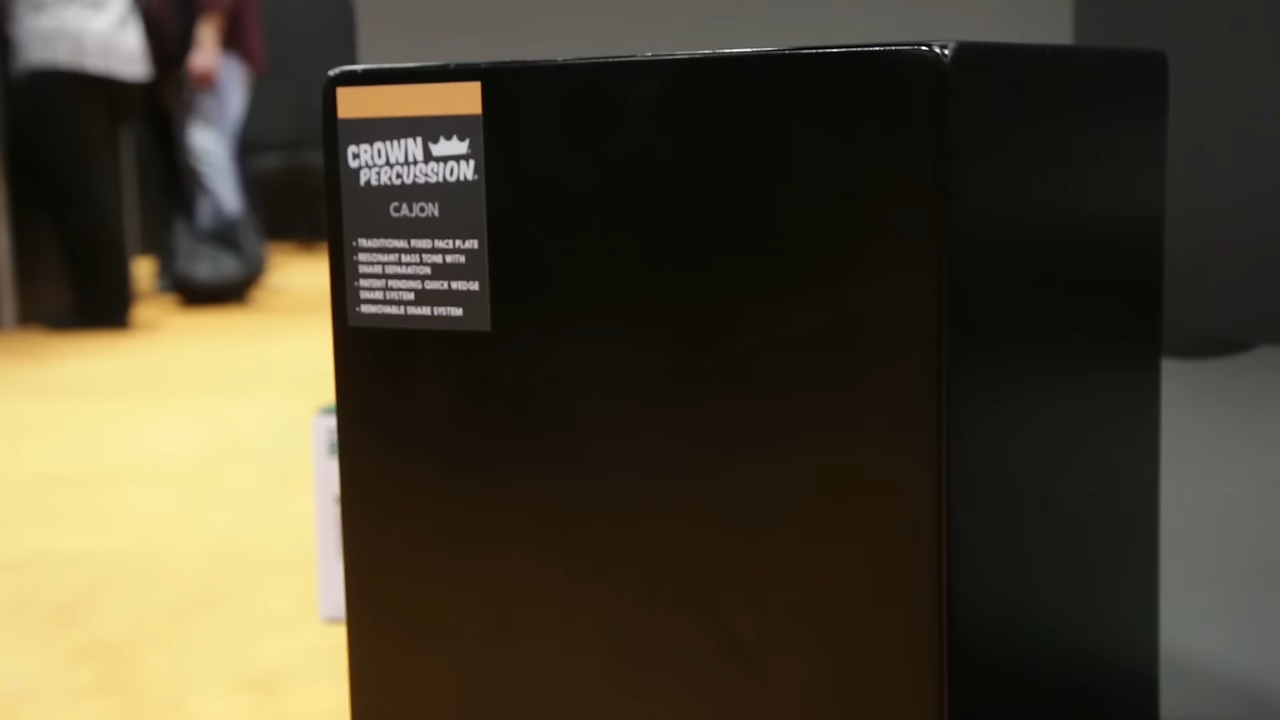 CROWN
PERCUSSION
CAJON
• TRADITIONAL FIXED FACE PLATE
• RESONANT BASS TONE WITH
SNARE SEPARATION
• PATENT PENDING QUICK WEDGE
SNARE SYSTEM
• REMOVABLE SNARE SYSTEM